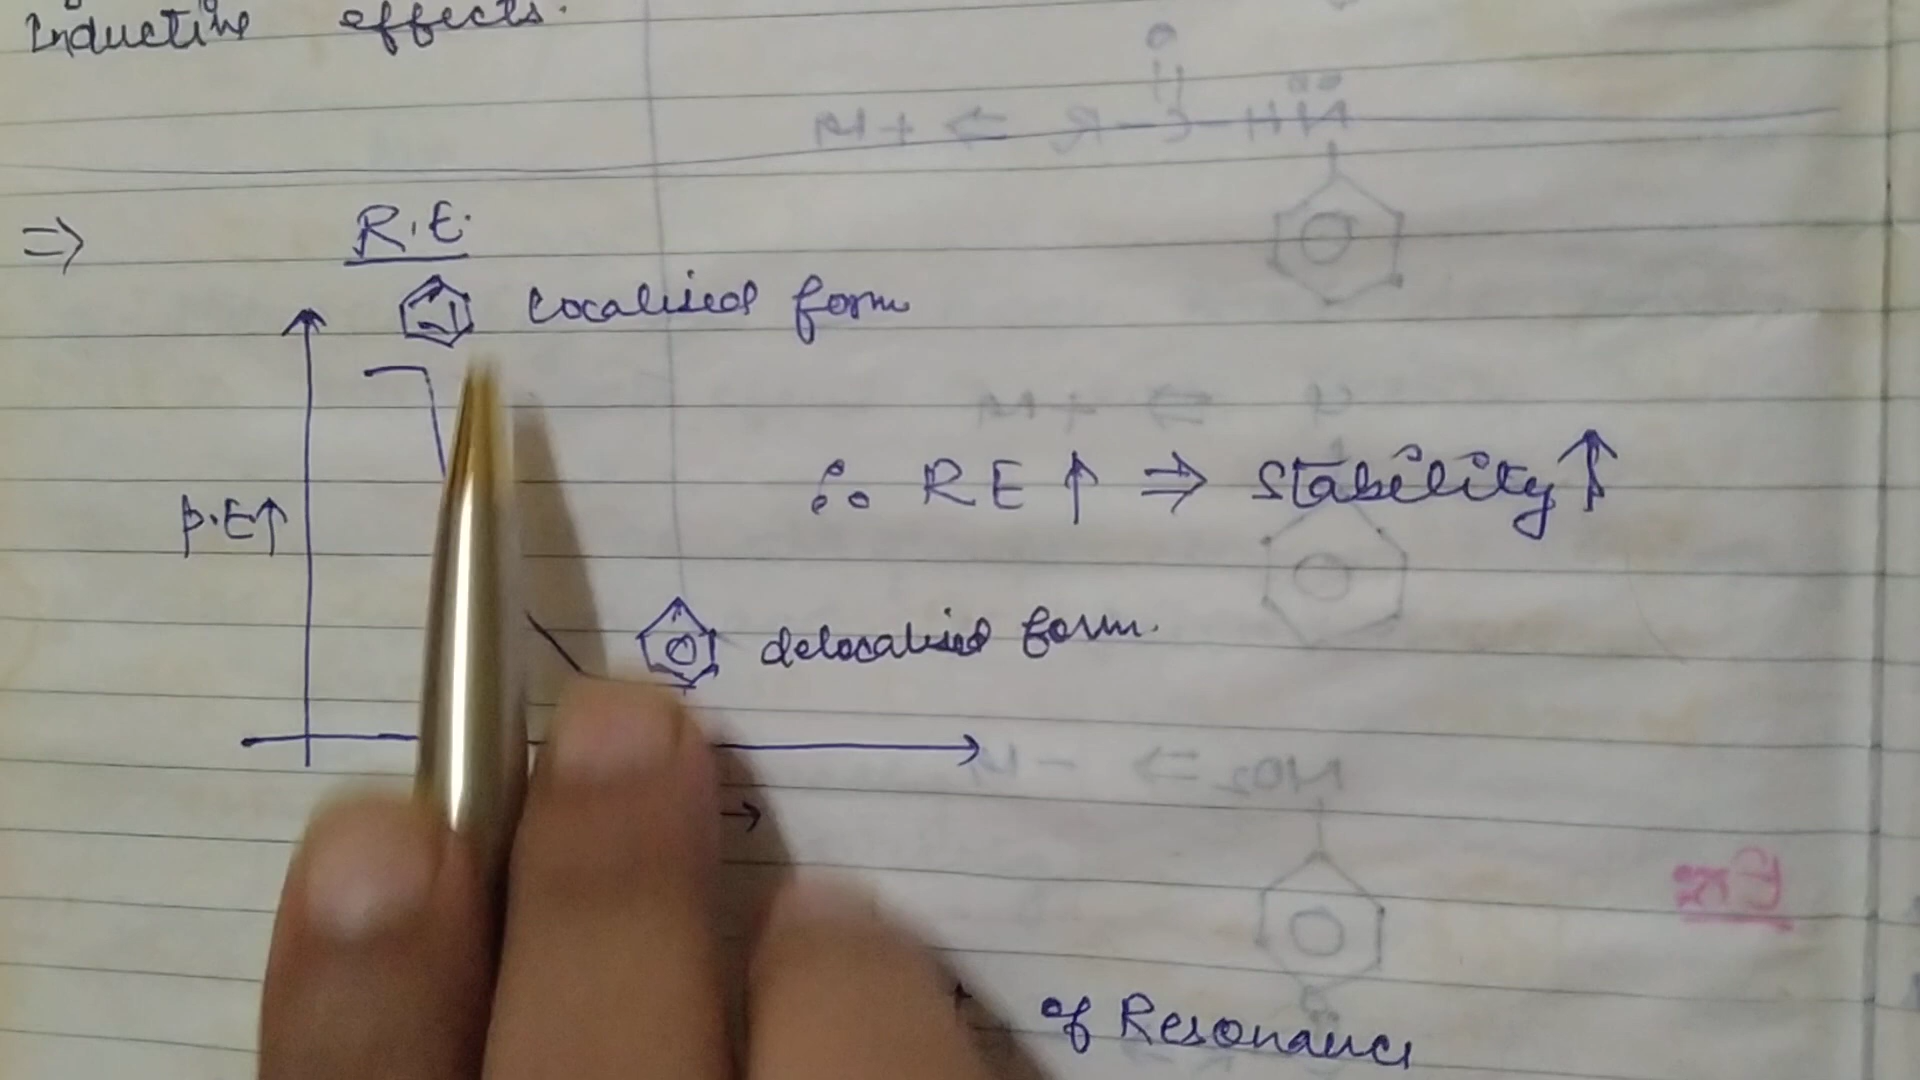 Inductive effects.
⇒ R.E.
localised form
P.E↑
∴ RE ↑ ⇒ Stability ↑
delocalised form.
→
of Resonance